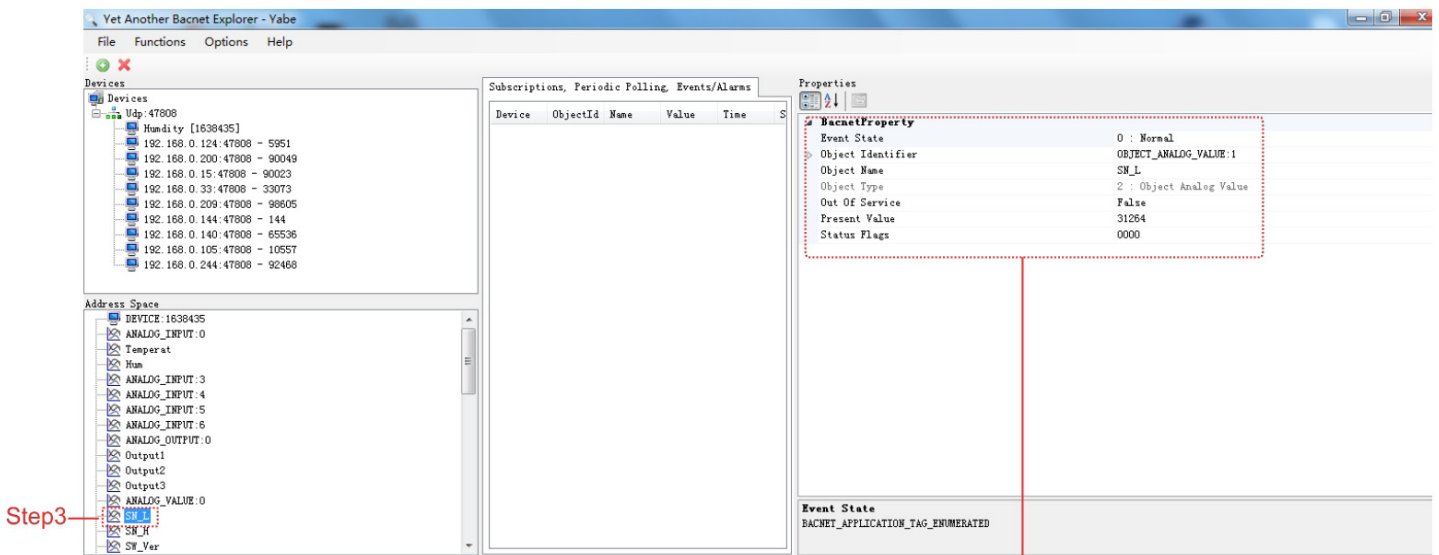 Yet Another Bacnet Explorer - Yabe
File Functions Options Help
Devices
Devices
Udp:47808
Humdity [1638435]
192.168.0.124:47808 - 5951
192.168.0.200:47808 - 90049
192.168.0.15:47808 - 90023
192.168.0.33:47808 - 33073
192.168.0.209:47808 - 98605
192.168.0.144:47808 - 144
192.168.0.140:47808 - 65536
192.168.0.105:47808 - 10557
192.168.0.244:47808 - 92468
Address Space
DEVICE:1638435
ANALOG_INPUT:0
Temperat
Hum
ANALOG_INPUT:3
ANALOG_INPUT:4
ANALOG_INPUT:5
ANALOG_INPUT:6
ANALOG_OUTPUT:0
Output1
Output2
Output3
ANALOG_VALUE:0
Step3 SN_L
SN_H
SW_Ver
Subscriptions, Periodic Polling, Events/Alarms
Device ObjectId Name Value Time S
Properties
BacnetProperty
Event State 0 : Normal
Object Identifier OBJECT_ANALOG_VALUE:1
Object Name SN_L
Object Type 2 : Object Analog Value
Out Of Service False
Present Value 31264
Status Flags 0000
Event State
BACNET_APPLICATION_TAG_ENUMERATED